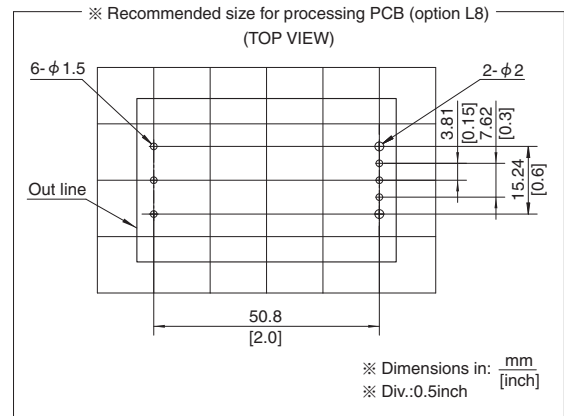 ※ Recommended size for processing PCB (option L8)
(TOP VIEW)
6-φ1.5
2-φ2
3.81
[0.15]
7.62
[0.3]
15.24
[0.6]
Out line
50.8
[2.0]
※ Dimensions in: mm
[inch]
※ Div.:0.5inch